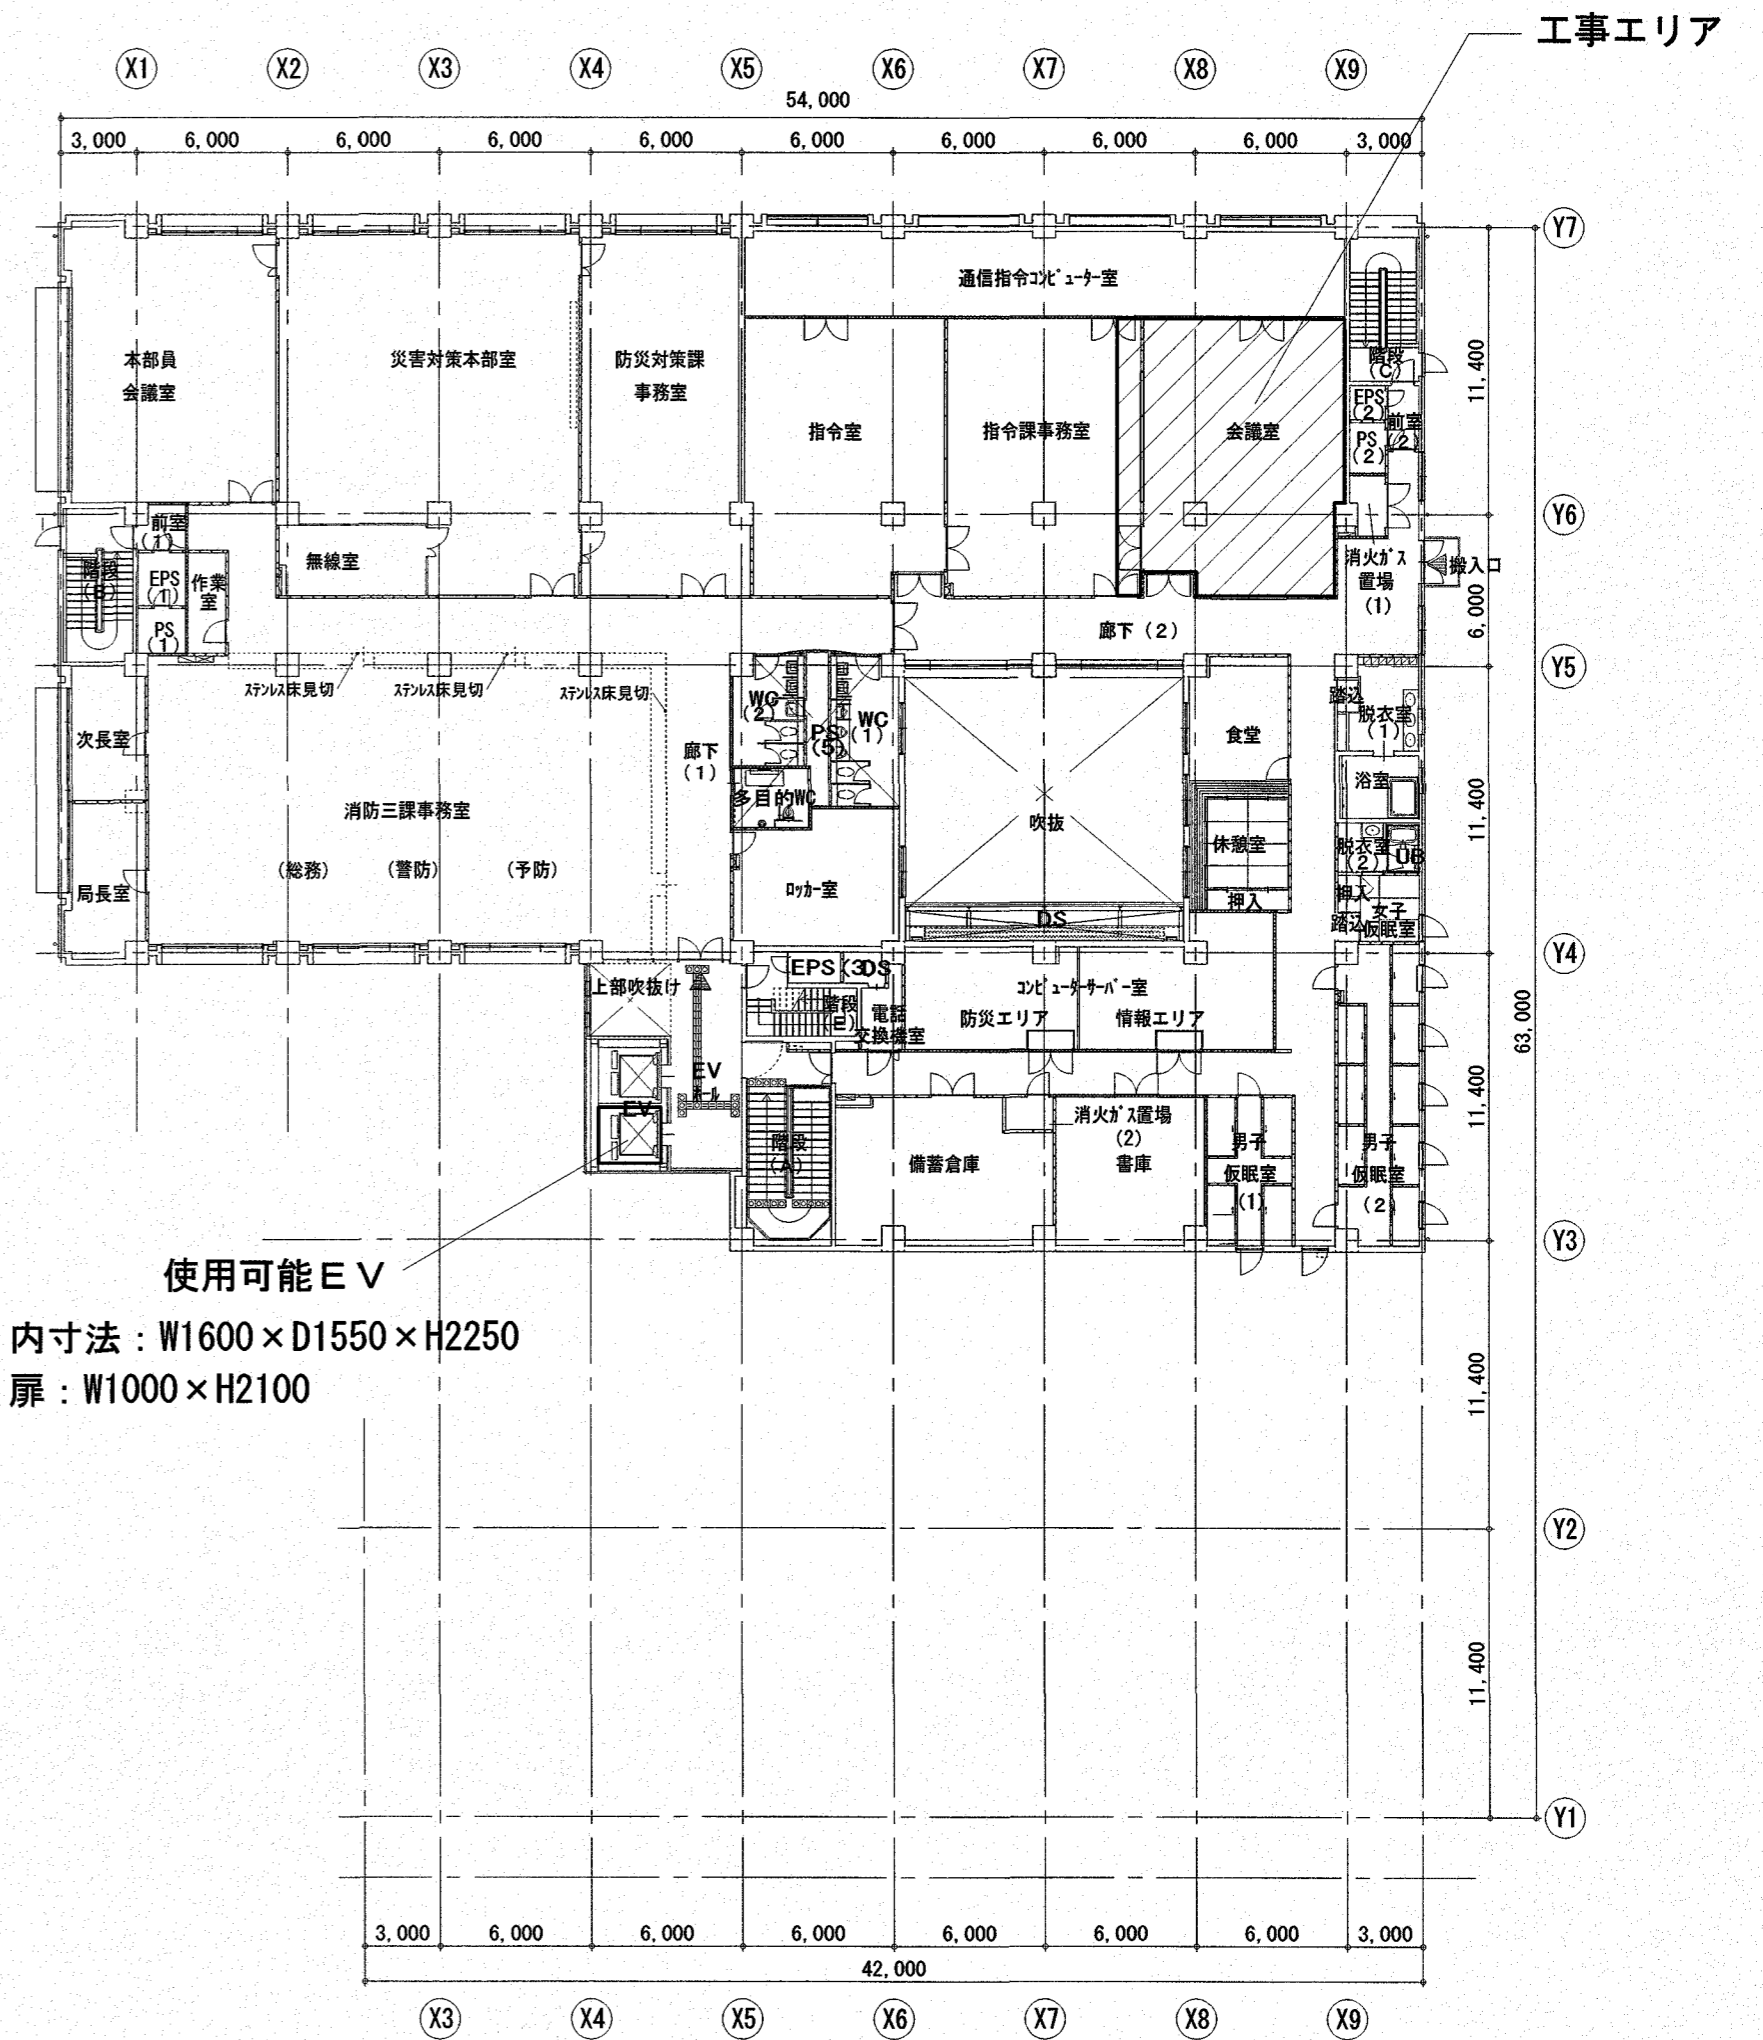 工事エリア
X1 X2 X3 X4 X5 X6 X7 X8 X9
54,000
3,000 6,000 6,000 6,000 6,000 6,000 6,000 6,000 6,000 3,000
Y7
通信指令コンピューター室
本部員
会議室
災害対策本部室
防災対策課
事務室
指令室
指令課事務室
会議室
階段
(C)
EPS
(2)
前室
(2)
PS
(2)
11,400
Y6
前室
(1)
無線室
階段
(B)
EPS
(1)
作業
室
PS
(1)
消火ガス
置場
(1)
搬入口
6,000
廊下(2)
Y5
ステンレス床見切
ステンレス床見切
ステンレス床見切
次長室
WC
(2)
PS
(5)
WC
(1)
廊下
(1)
食堂
踏込
脱衣室
(1)
浴室
多目的WC
消防三課事務室
吹抜
11,400
(総務) (警防) (予防)
局長室
ロッカー室
休憩室
押入
脱衣室
(2)
UB
押入
踏込
女子
仮眠室
DS
Y4
上部吹抜け
EPS(3)
DS
階段
(E)
電話
交換機室
コンピューターサーバー室
防災エリア
情報エリア
63,000
EV
ホール
EV
11,400
階段
(A)
備蓄倉庫
消火ガス置場
(2)
書庫
男子
仮眠室
(1)
男子
仮眠室
(2)
Y3
使用可能EV
内寸法:W1600×D1550×H2250
扉:W1000×H2100
11,400
Y2
11,400
Y1
3,000 6,000 6,000 6,000 6,000 6,000 6,000 3,000
42,000
X3 X4 X5 X6 X7 X8 X9